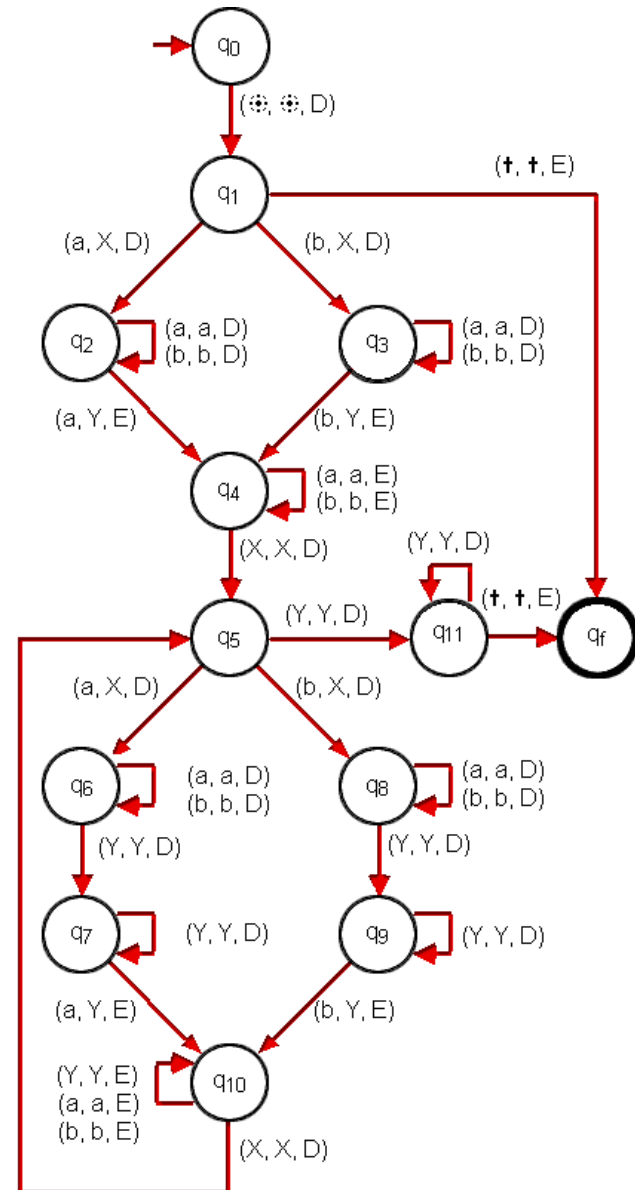 q0
(⊛, ⊛, D)
(✝, ✝, E)
q1
(a, X, D)
(b, X, D)
q2
(a, a, D)
(b, b, D)
q3
(a, a, D)
(b, b, D)
(a, Y, E)
(b, Y, E)
q4
(a, a, E)
(b, b, E)
(X, X, D)
(Y, Y, D)
q5
(Y, Y, D)
q11
(✝, ✝, E)
qf
(a, X, D)
(b, X, D)
q6
(a, a, D)
(b, b, D)
q8
(a, a, D)
(b, b, D)
(Y, Y, D)
(Y, Y, D)
q7
(Y, Y, D)
q9
(Y, Y, D)
(a, Y, E)
(b, Y, E)
q10
(Y, Y, E)
(a, a, E)
(b, b, E)
(X, X, D)